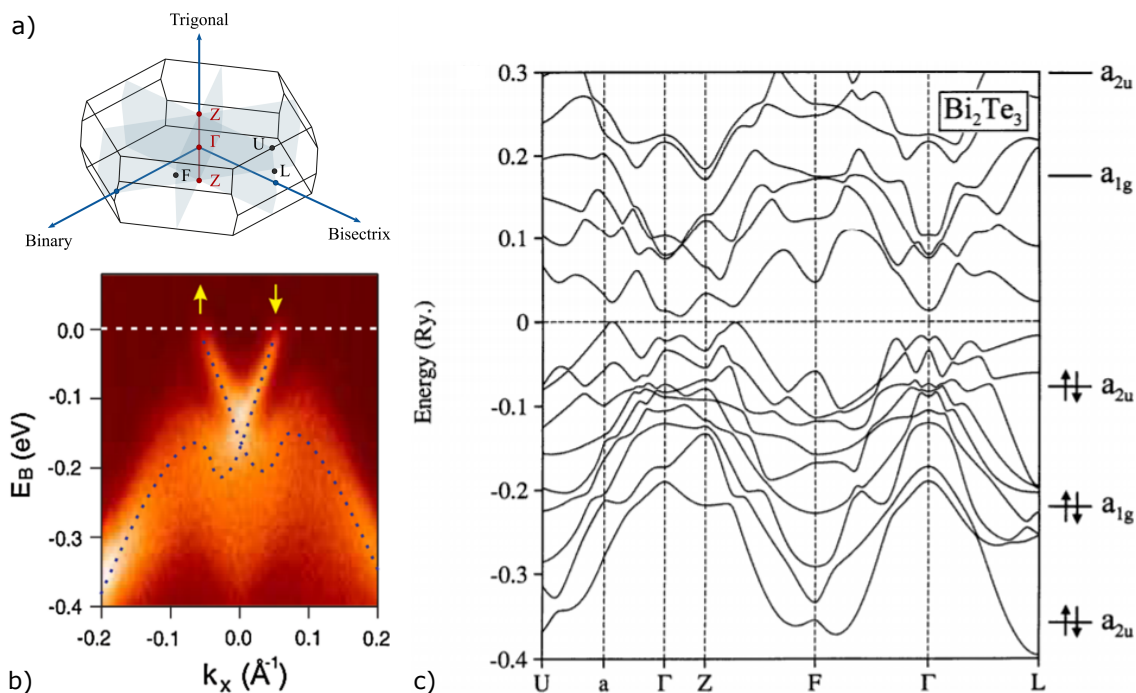 a)
Trigonal
Z
Γ
U
F
L
Z
Binary
Bisectrix
b)
E_B (eV)
0.0
-0.1
-0.2
-0.3
-0.4
-0.2
-0.1
0.0
0.1
0.2
k_x (Å⁻¹)
c)
Energy (Ry.)
0.3
0.2
0.1
0
-0.1
-0.2
-0.3
-0.4
Bi₂Te₃
U a Γ Z F Γ L
a₂ᵤ
a₁g
a₂ᵤ
a₁g
a₂ᵤ